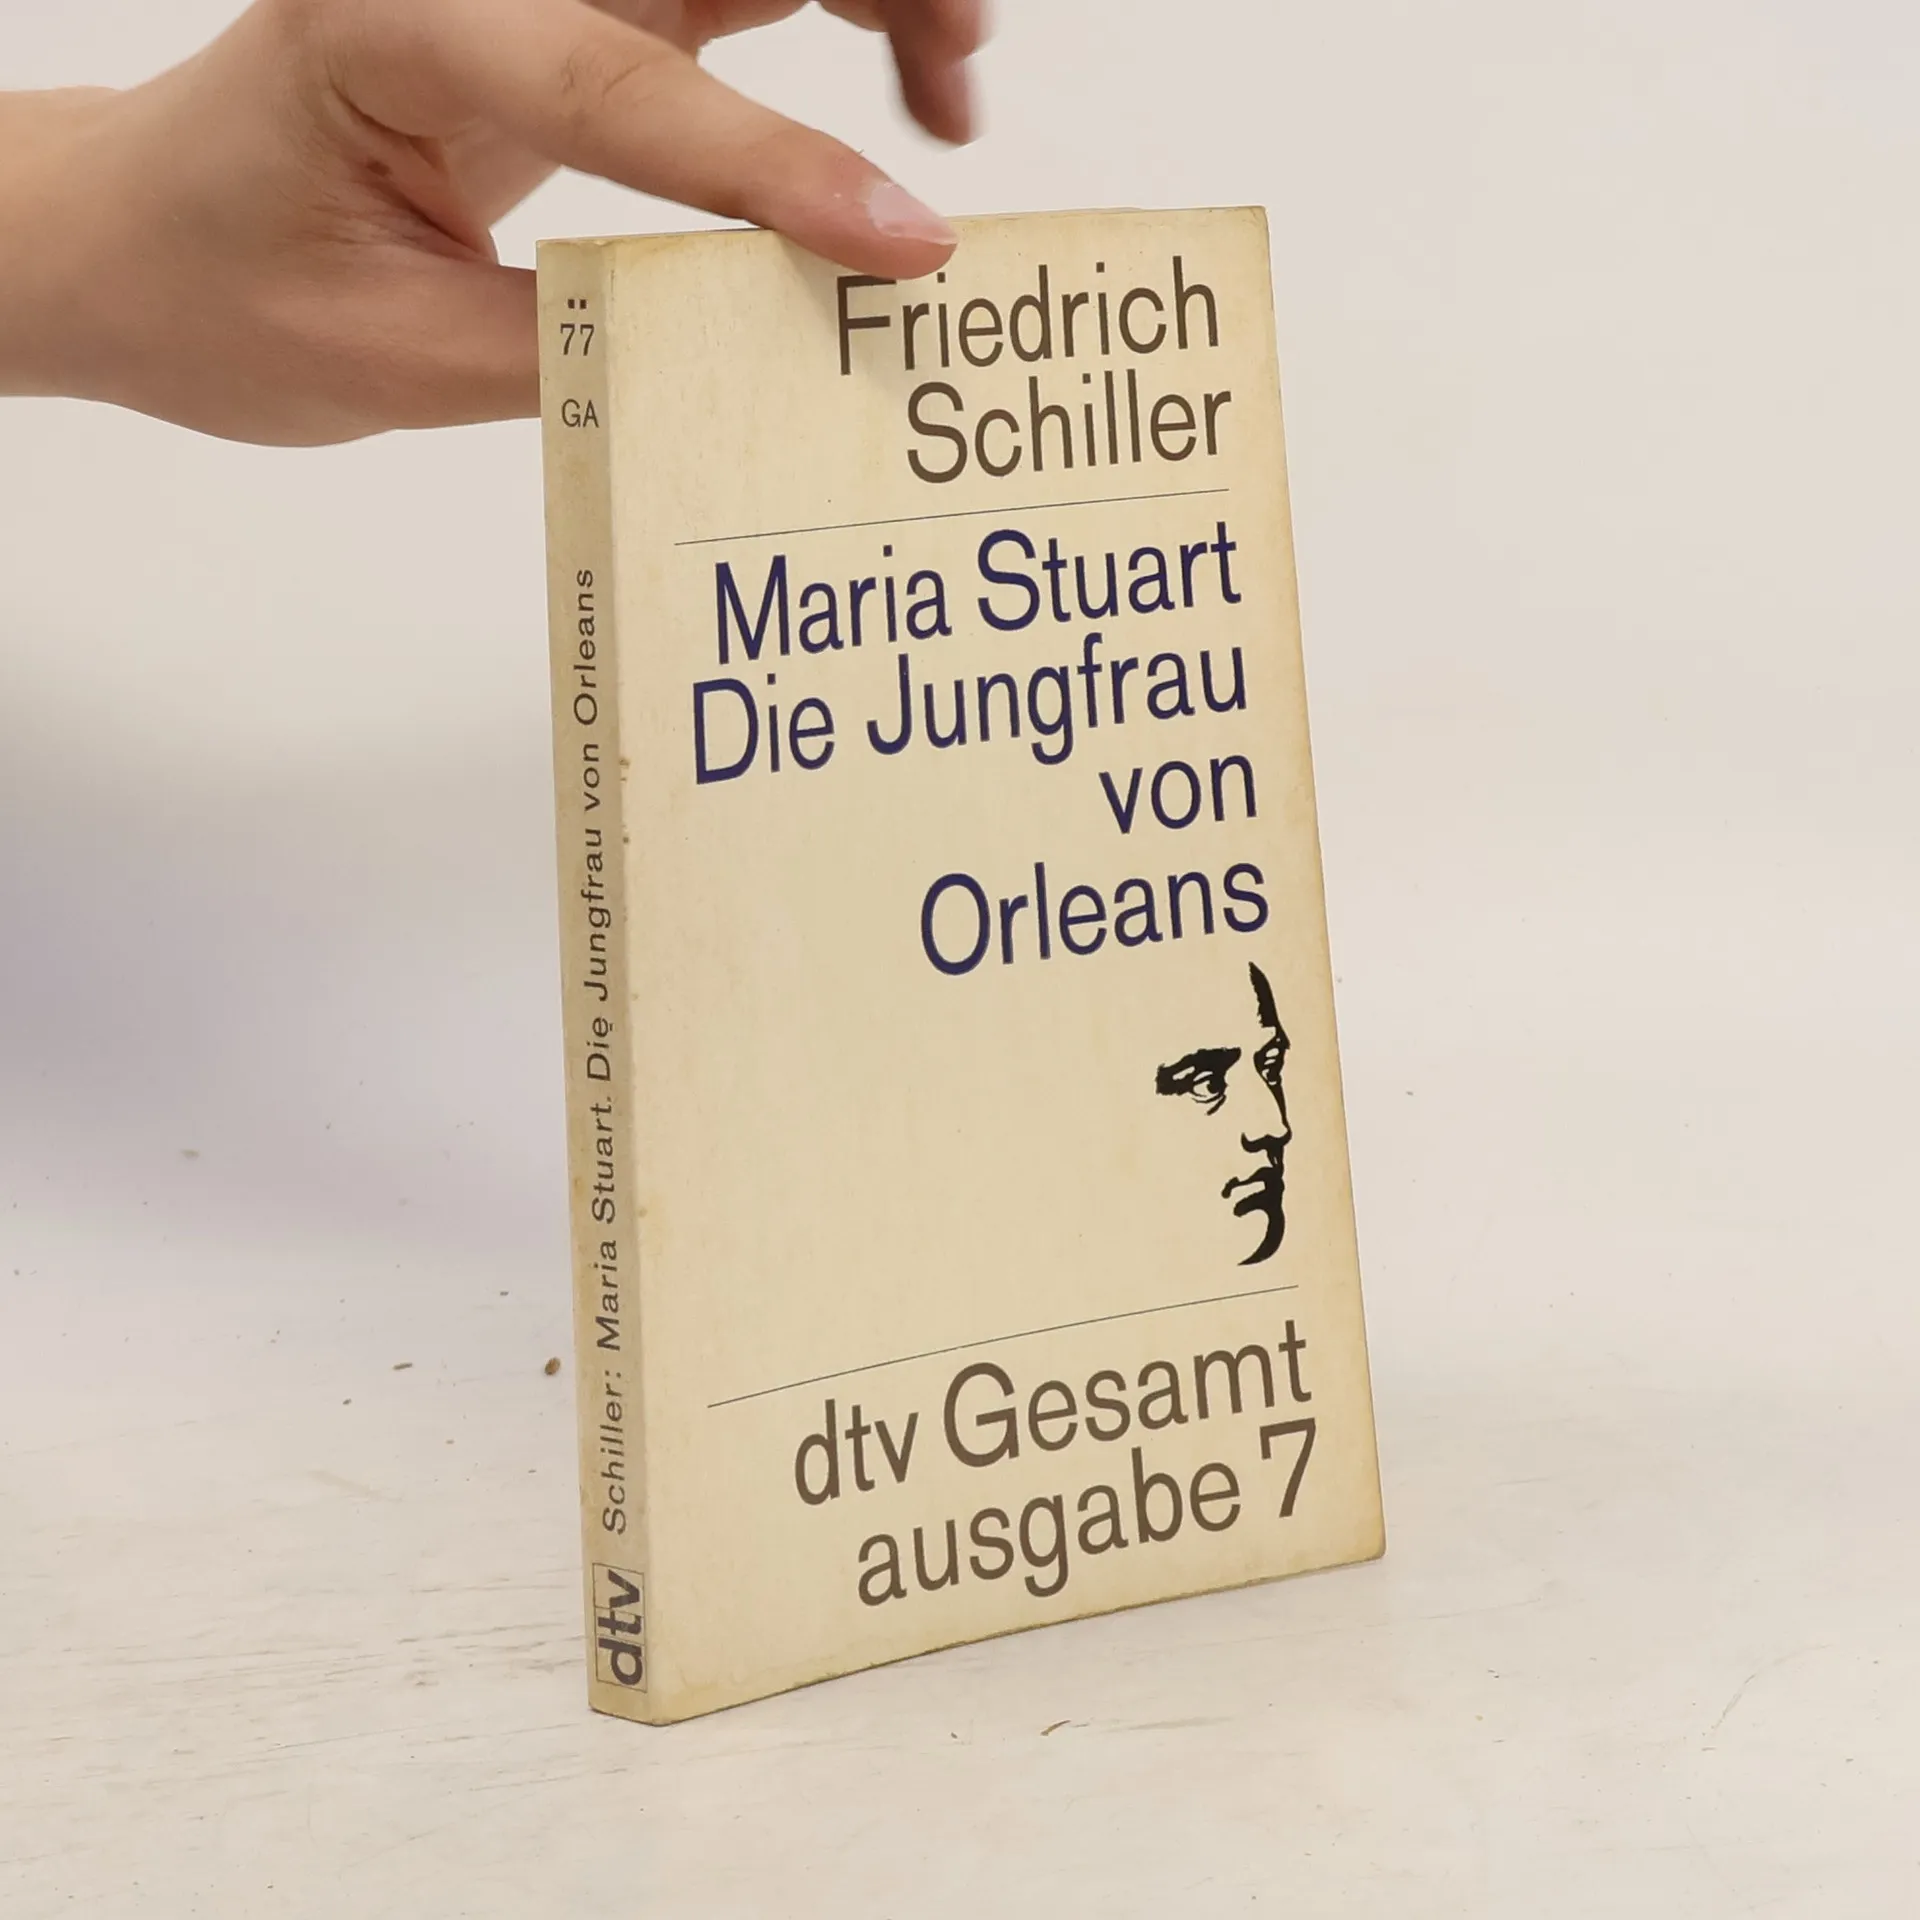 77
GA
Schiller: Maria Stuart. Die Jungfrau von Orleans
dtv
Friedrich
Schiller
Maria Stuart
Die Jungfrau
von
Orleans
dtv Gesamt
ausgabe 7